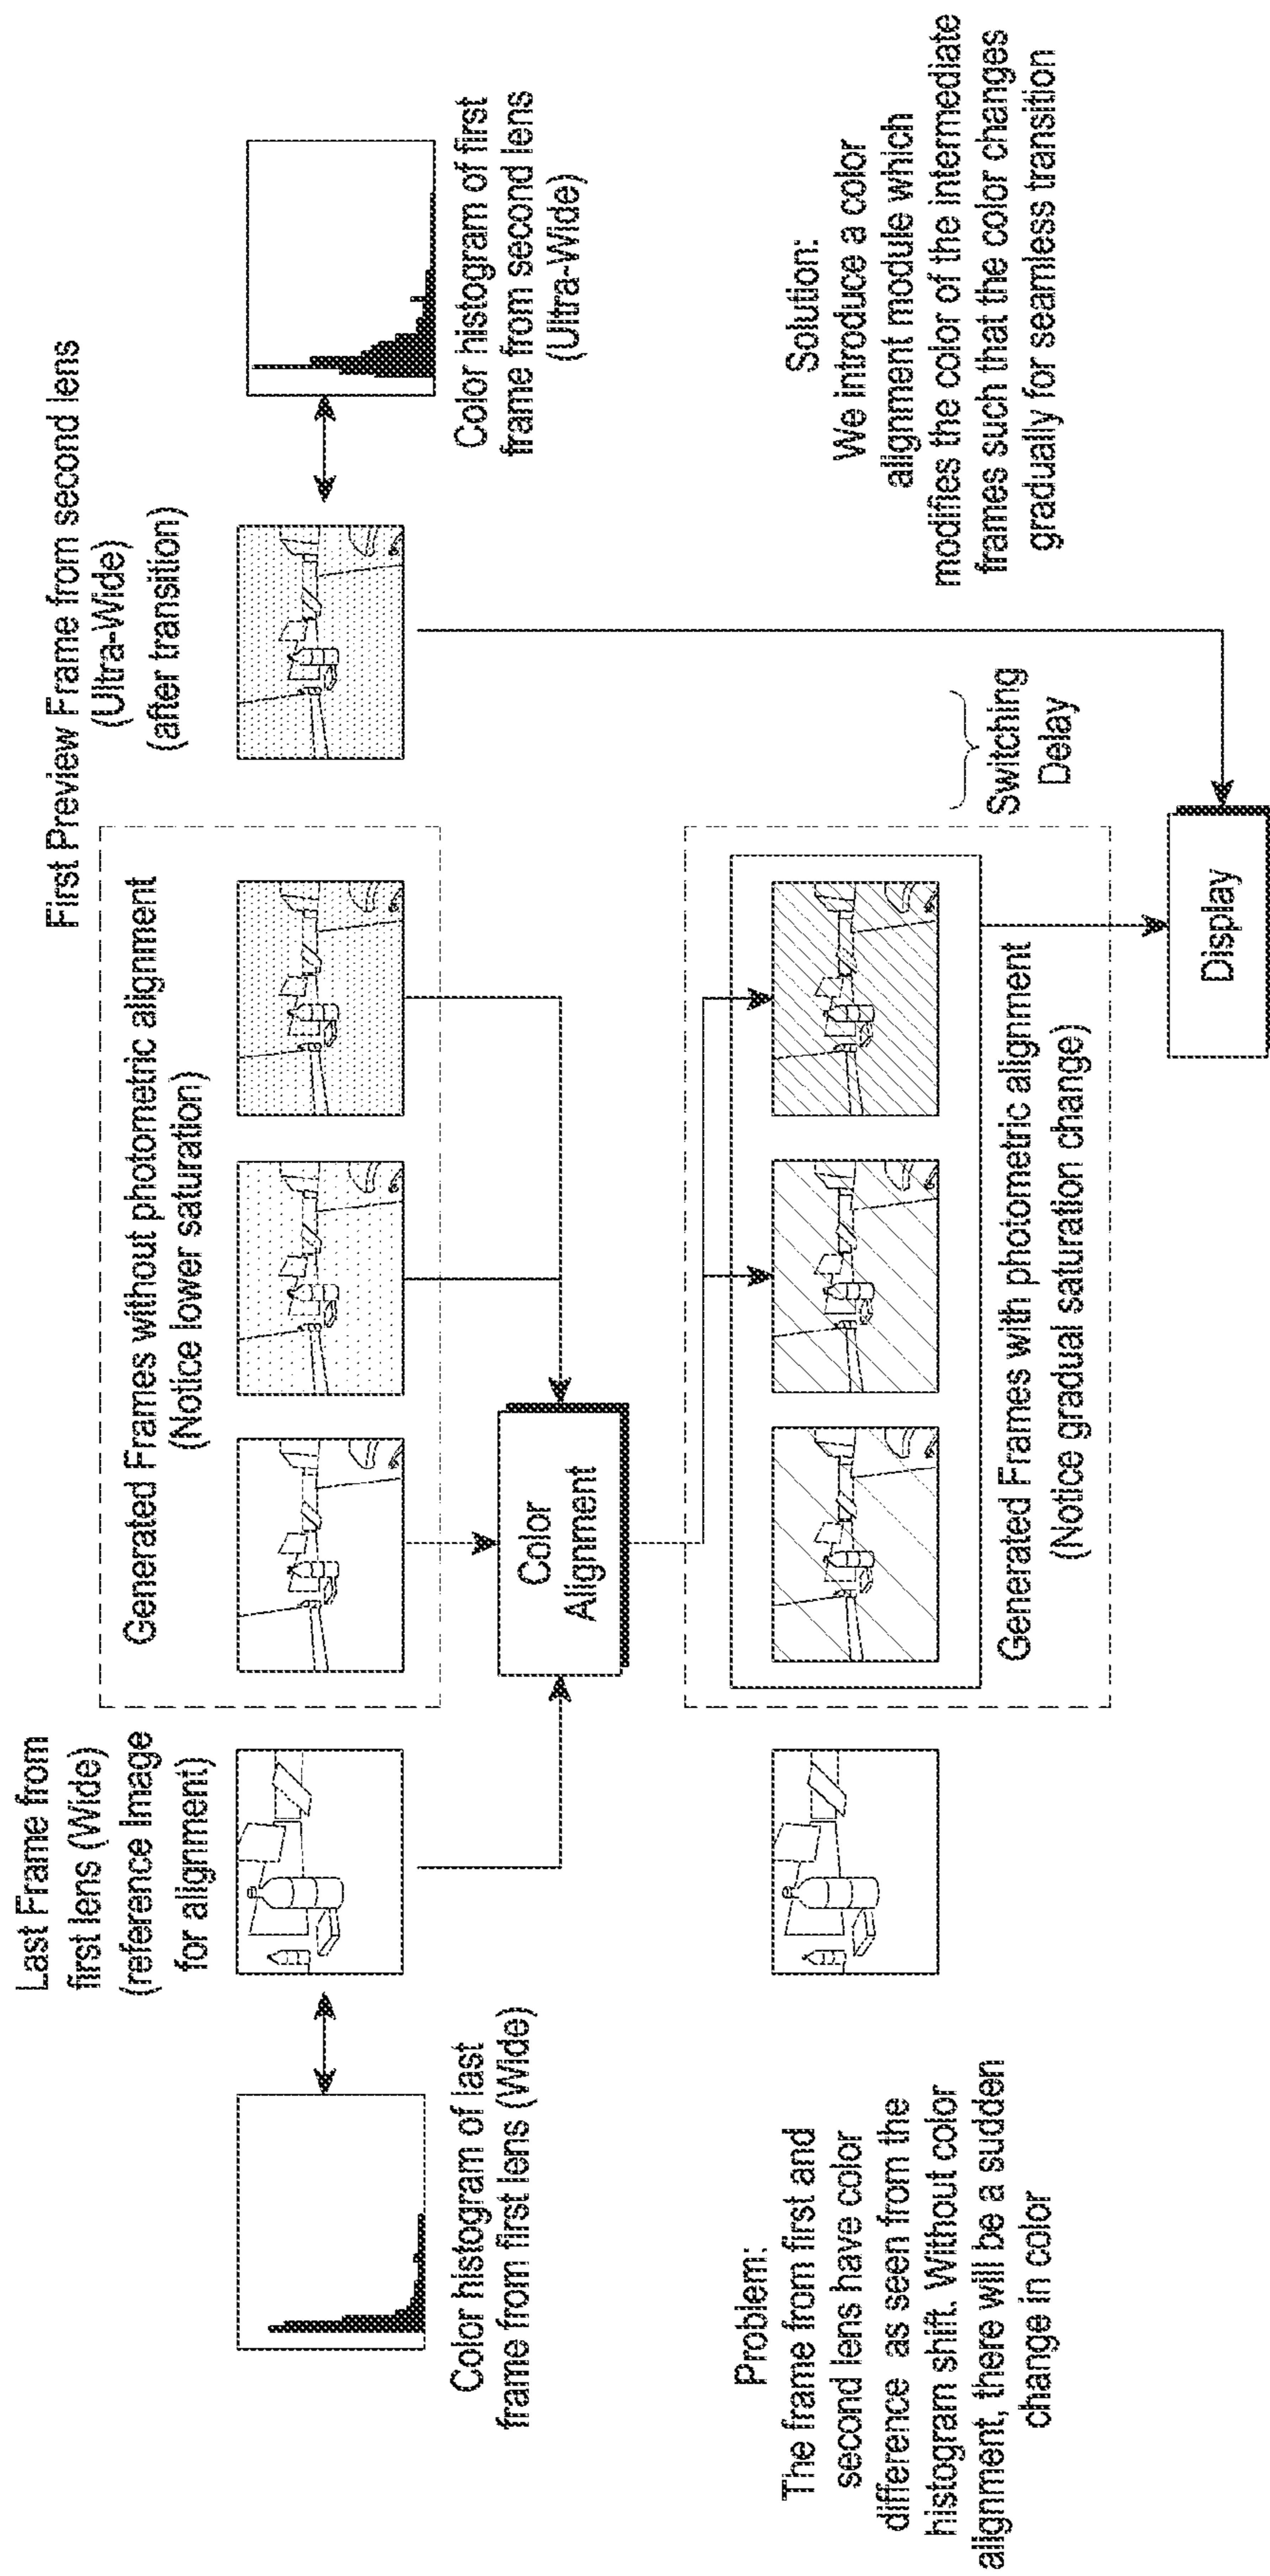 Last Frame from
first lens (Wide)
(reference Image
for alignment)
Generated Frames without photometric alignment
(Notice lower saturation)
First Preview Frame from second lens
(Ultra-Wide)
(after transition)
Color histogram of last
frame from first lens (Wide)
Color
Alignment
Color histogram of first
frame from second lens
(Ultra-Wide)
Problem:
The frame from first and
second lens have color
difference as seen from the
histogram shift. Without color
alignment, there will be a sudden
change in color
Generated Frames with photometric alignment
(Notice gradual saturation change)
Switching
Delay
Solution:
We introduce a color
alignment module which
modifies the color of the intermediate
frames such that the color changes
gradually for seamless transition
Display